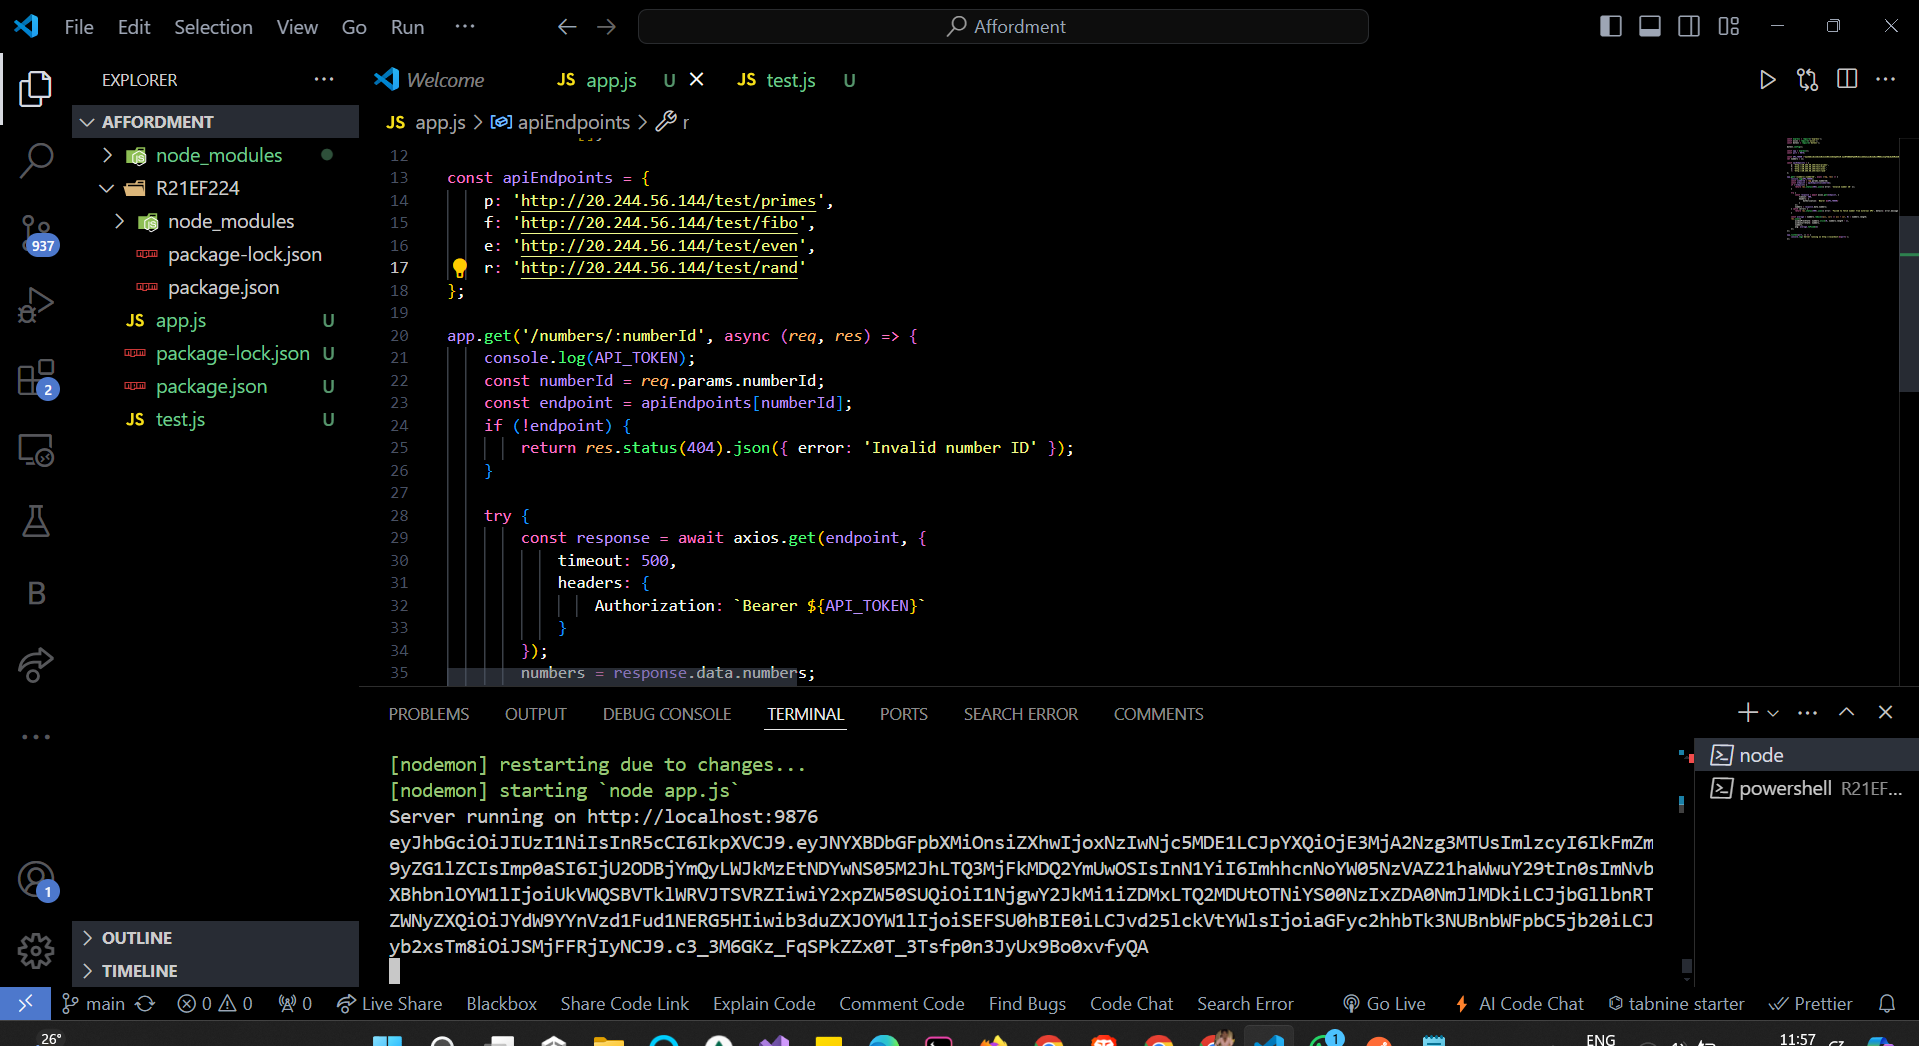 File Edit Selection View Go Run ···
Affordment
EXPLORER
AFFORDMENT
node_modules
R21EF224
node_modules
package-lock.json
package.json
JS app.js U
package-lock.json U
package.json U
JS test.js U
937
2
B
1
OUTLINE
TIMELINE
Welcome
JS app.js U
JS test.js U
JS app.js > apiEndpoints > r
12
13 const apiEndpoints = {
14 p: 'http://20.244.56.144/test/primes',
15 f: 'http://20.244.56.144/test/fibo',
16 e: 'http://20.244.56.144/test/even',
17 r: 'http://20.244.56.144/test/rand'
18 };
19
20 app.get('/numbers/:numberId', async (req, res) => {
21 console.log(API_TOKEN);
22 const numberId = req.params.numberId;
23 const endpoint = apiEndpoints[numberId];
24 if (!endpoint) {
25 return res.status(404).json({ error: 'Invalid number ID' });
26 }
27
28 try {
29 const response = await axios.get(endpoint, {
30 timeout: 500,
31 headers: {
32 Authorization: `Bearer ${API_TOKEN}`
33 }
34 });
35 numbers = response.data.numbers;
PROBLEMS OUTPUT DEBUG CONSOLE TERMINAL PORTS SEARCH ERROR COMMENTS
[nodemon] restarting due to changes...
[nodemon] starting `node app.js`
Server running on http://localhost:9876
eyJhbGciOiJIUzI1NiIsInR5cCI6IkpXVCJ9.eyJNYXBDbGFpbXMiOnsiZXhwIjoxNzIwNjc5MDE1LCJpYXQiOjE3MjA2Nzg3MTUsImlzcyI6IkFmZm
9yZG1lZCIsImp0aSI6IjU2ODBjYmQyLWJkMzEtNDYwNS05M2JhLTQ3MjFkMDQ2YmUwOSIsInN1YiI6ImhhcnNoYW05NzVAZ21haWwuY29tIn0sImNvb
XBhbnlOYW1lIjoiUkVWQSBVTklWRVJTSVRZIiwiY2xpZW50SUQiOiI1NjgwY2JkMi1iZDMxLTQ2MDUtOTNiYS00NzIxZDA0NmJlMDkiLCJjbGllbnRT
ZWNyZXQiOiJYdW9YYnVzd1Fud1NERG5HIiwib3duZXJOYW1lIjoiSEFSU0hBIE0iLCJvd25lckVtYWlsIjoiaGFyc2hhbTk3NUBnbWFpbC5jb20iLCJ
yb2xsTm8iOiJSMjFFRjIyNCJ9.c3_3M6GKz_FqSPkZZx0T_3Tsfp0n3JyUx9Bo0xvfyQA
node
powershell R21EF...
main 0 0 0 Live Share Blackbox Share Code Link Explain Code Comment Code Find Bugs Code Chat Search Error Go Live AI Code Chat tabnine starter Prettier
26°
1
ENG
11:57